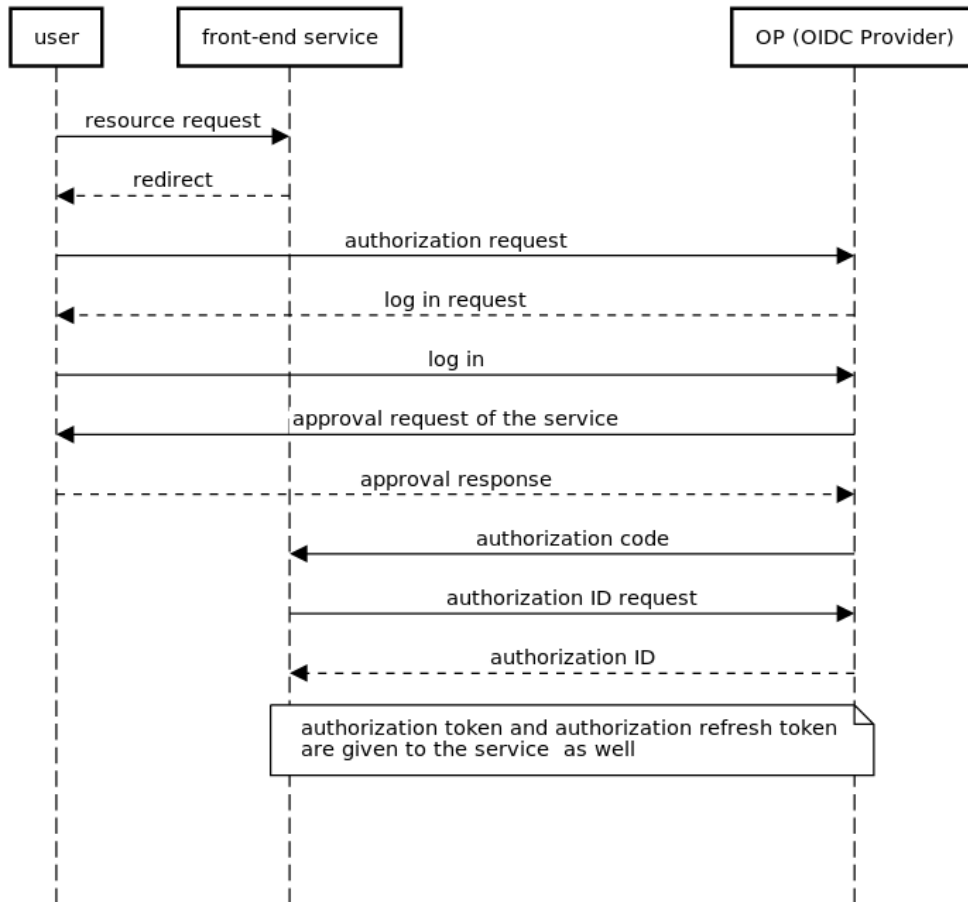 user
front-end service
OP (OIDC Provider)
resource request
redirect
authorization request
log in request
log in
approval request of the service
approval response
authorization code
authorization ID request
authorization ID
authorization token and authorization refresh token
are given to the service  as well